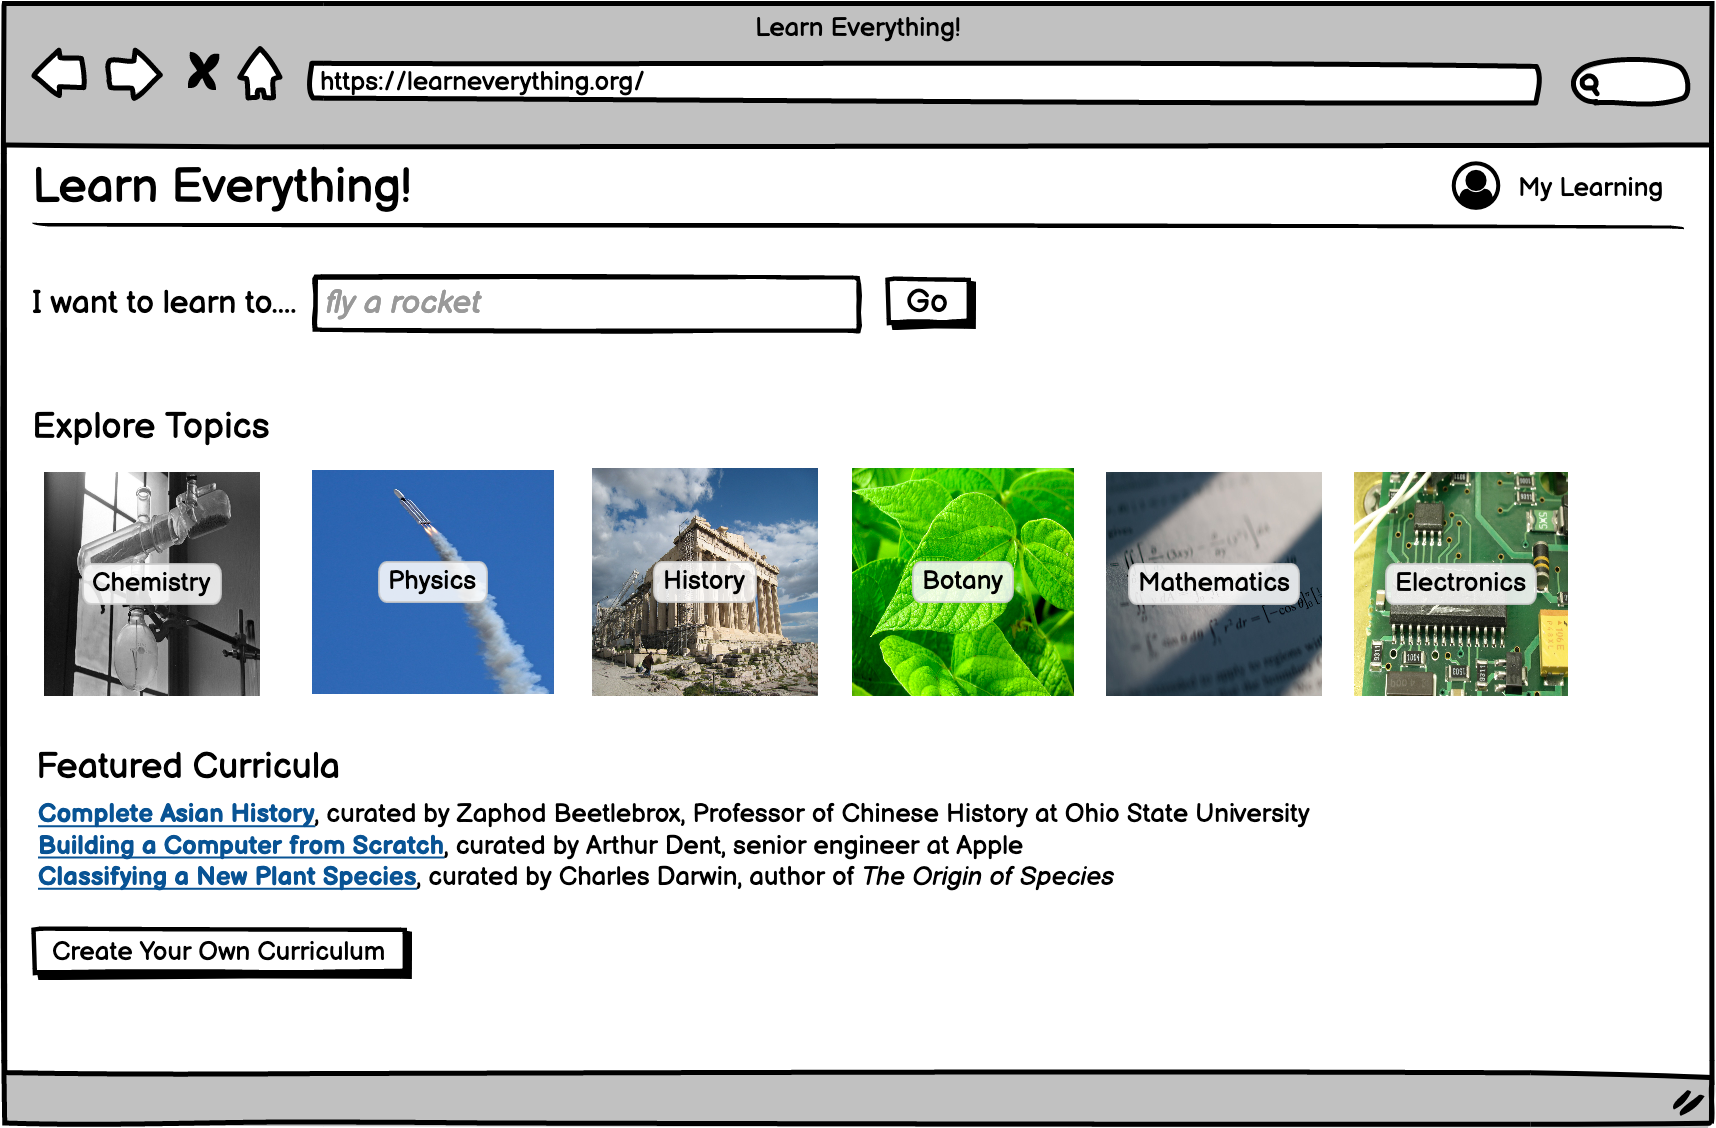 Learn Everything!
https://learneverything.org/
Learn Everything!
My Learning
I want to learn to....
fly a rocket
Go
Explore Topics
Chemistry
Physics
History
Botany
Mathematics
Electronics
Featured Curricula
Complete Asian History, curated by Zaphod Beetlebrox, Professor of Chinese History at Ohio State University
Building a Computer from Scratch, curated by Arthur Dent, senior engineer at Apple
Classifying a New Plant Species, curated by Charles Darwin, author of The Origin of Species
Create Your Own Curriculum